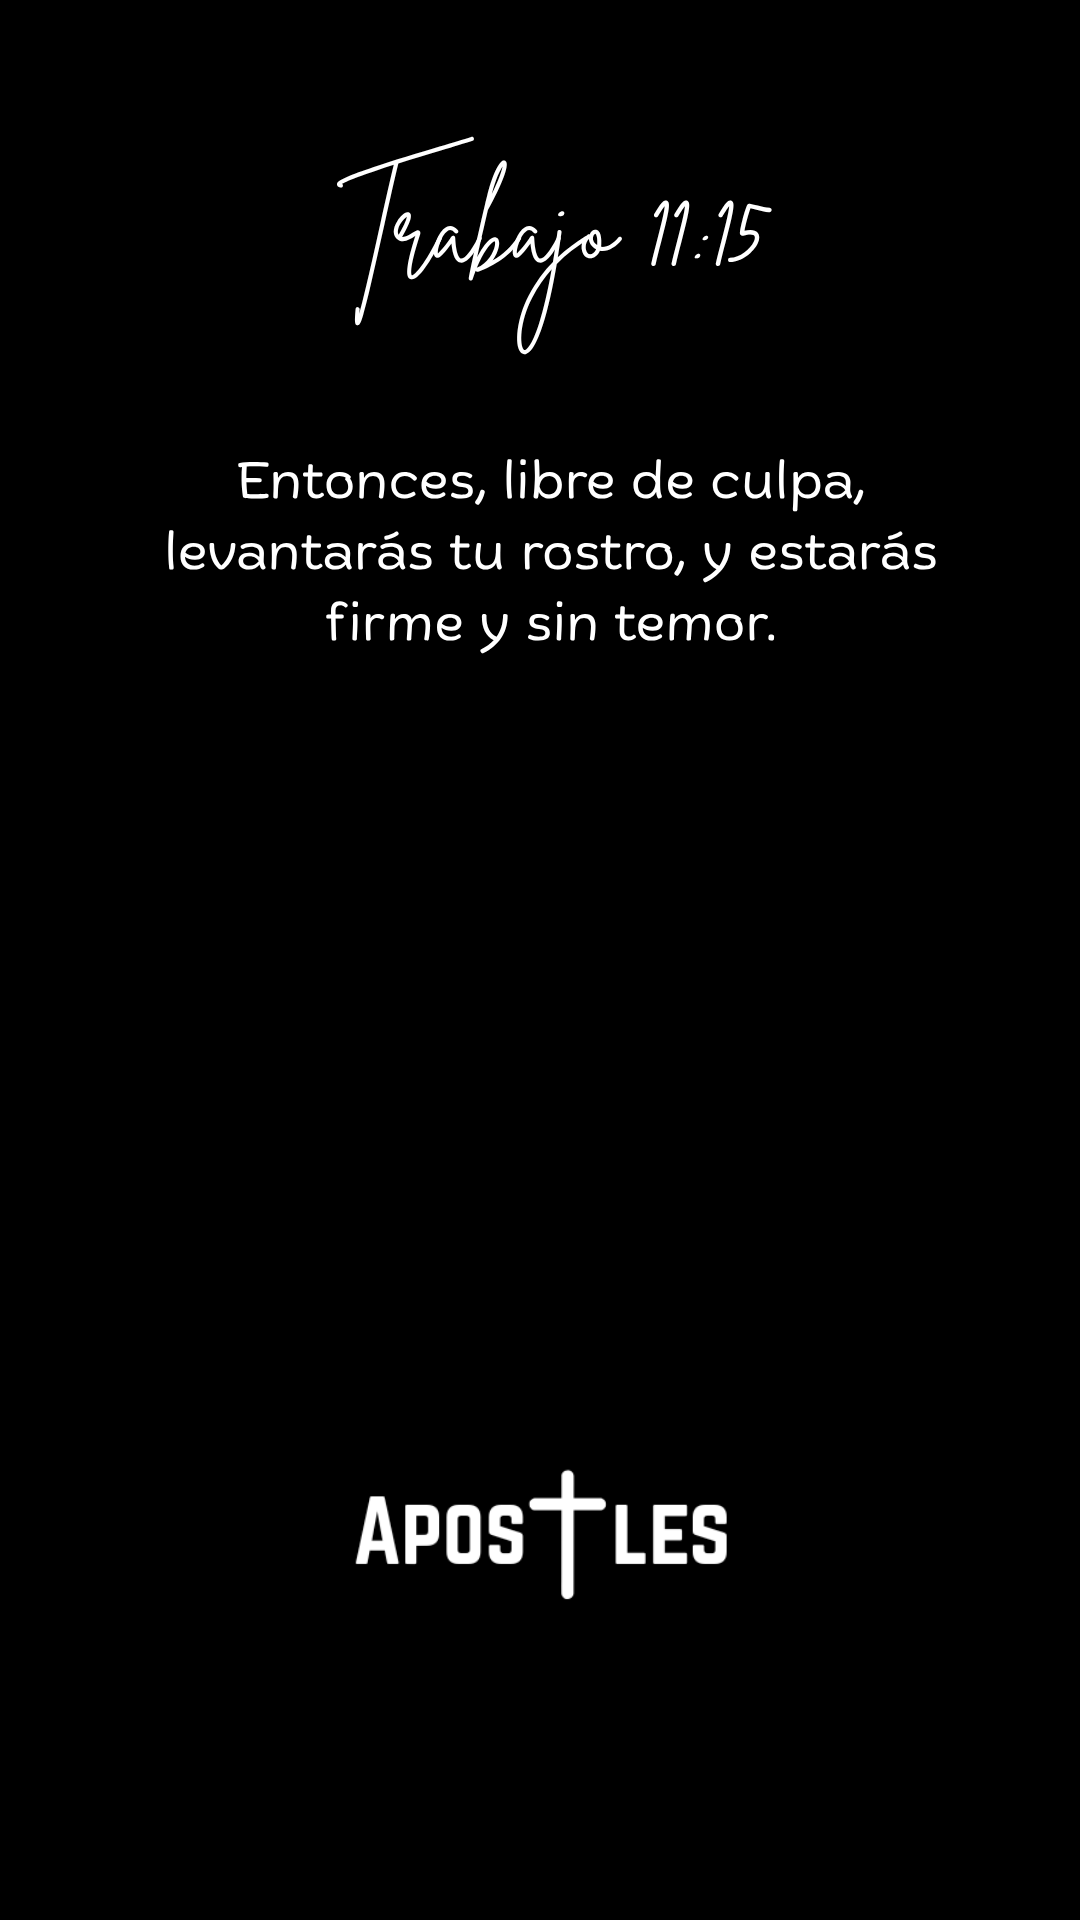 Trabajo 11:15
Entonces, libre de culpa,
levantarás tu rostro, y estarás
firme y sin temor.
APOSTLES